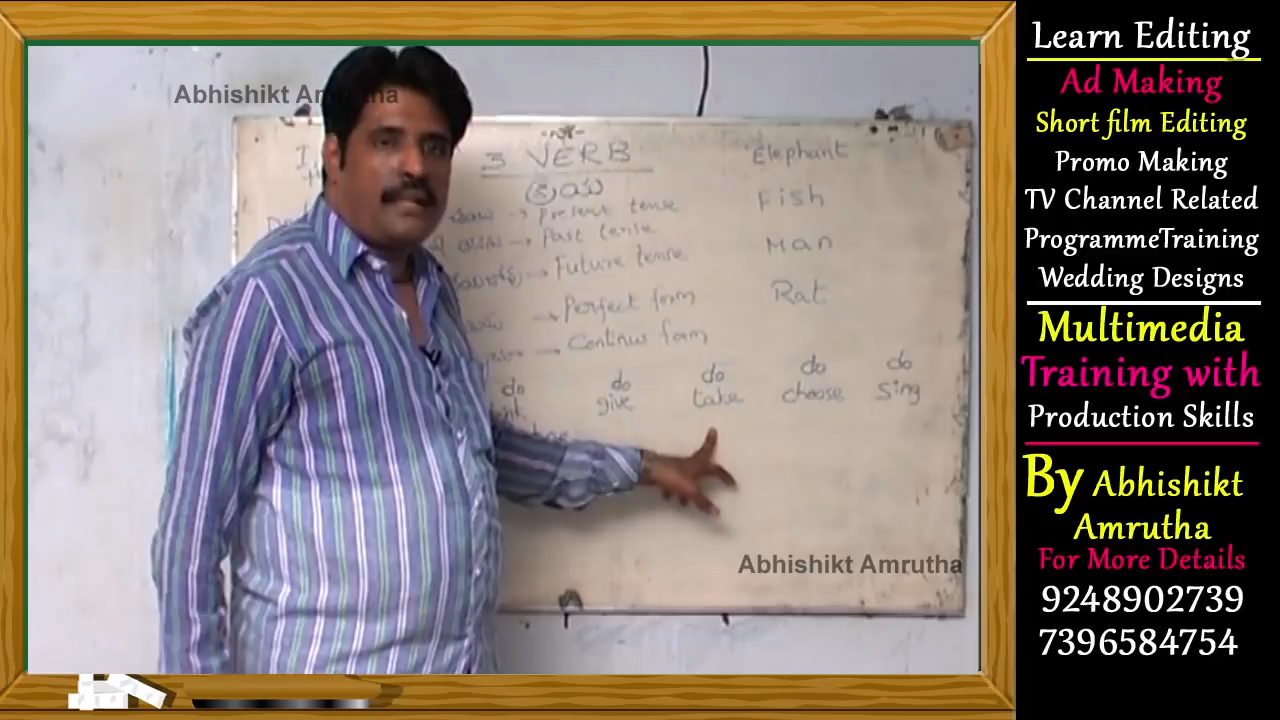 Abhishikt Amrutha
3 VERB
క్రియ
→ Present tense
→ Past tense
→ Future tense
→ Perfect form
→ Continus form
Elephant
Fish
Man
Rat
do do do do do
give take choose sing
Abhishikt Amrutha
Learn Editing
Ad Making
Short film Editing
Promo Making
TV Channel Related
ProgrammeTraining
Wedding Designs
Multimedia
Training with
Production Skills
By Abhishikt
Amrutha
For More Details
9248902739
7396584754